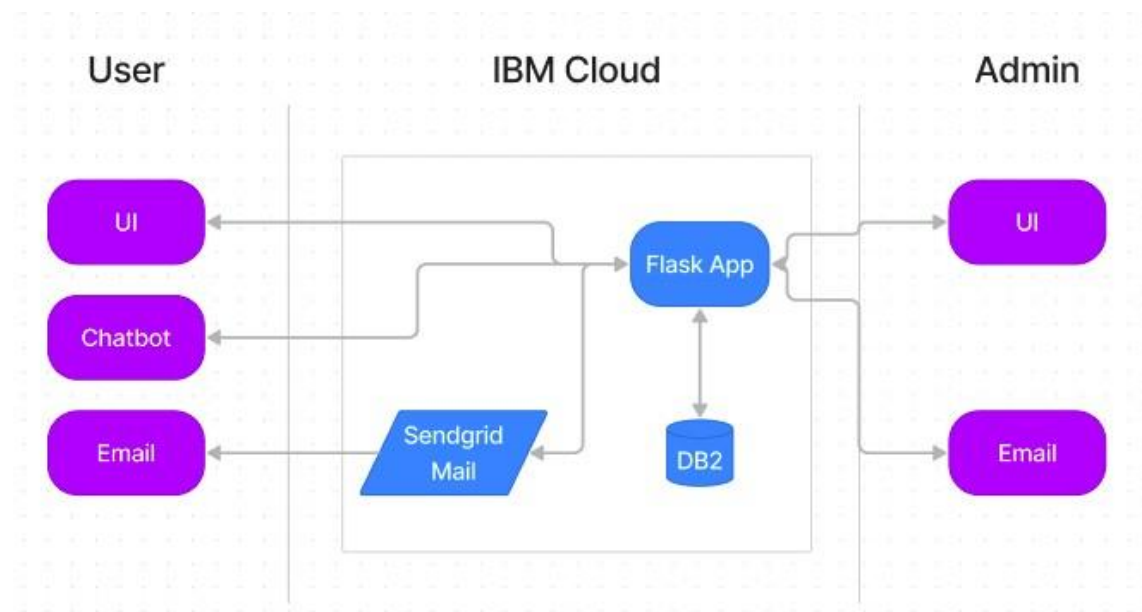 User
IBM Cloud
Admin
UI
Chatbot
Email
Flask App
Sendgrid
Mail
DB2
UI
Email